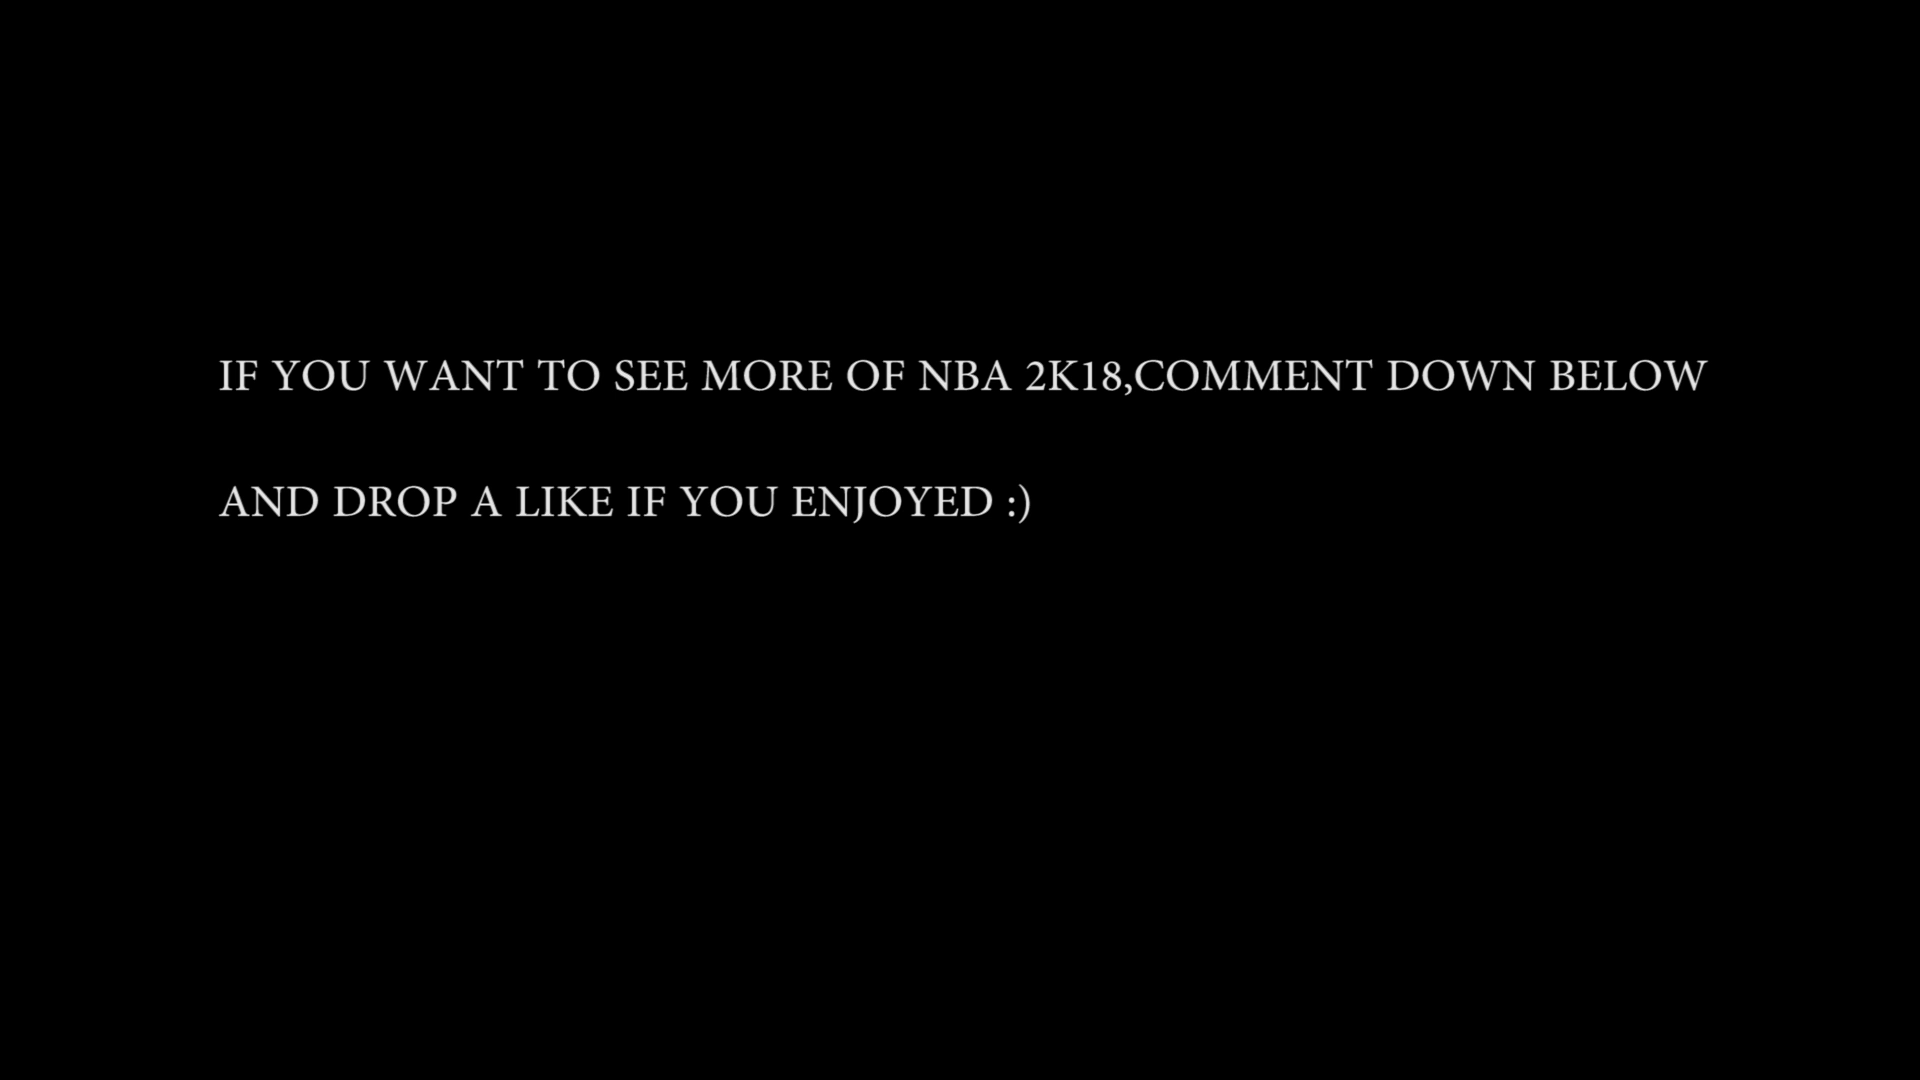 IF YOU WANT TO SEE MORE OF NBA 2K18,COMMENT DOWN BELOW
AND DROP A LIKE IF YOU ENJOYED :)